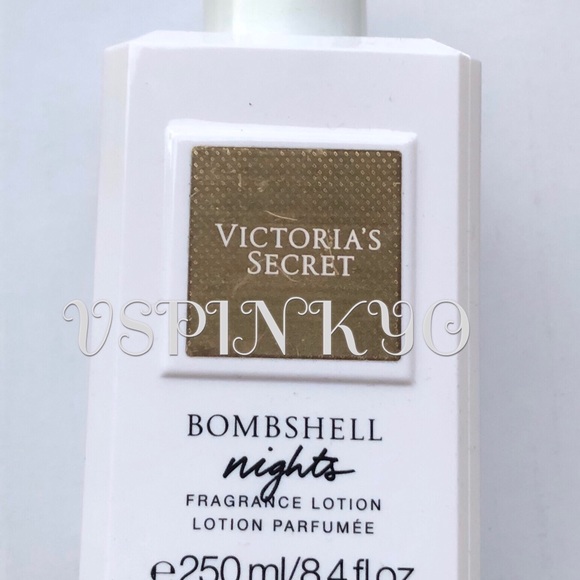 VICTORIA'S
SECRET
VSPINKYO
BOMBSHELL
nights
FRAGRANCE LOTION
LOTION PARFUMÉE
℮250 ml/8.4 fl oz